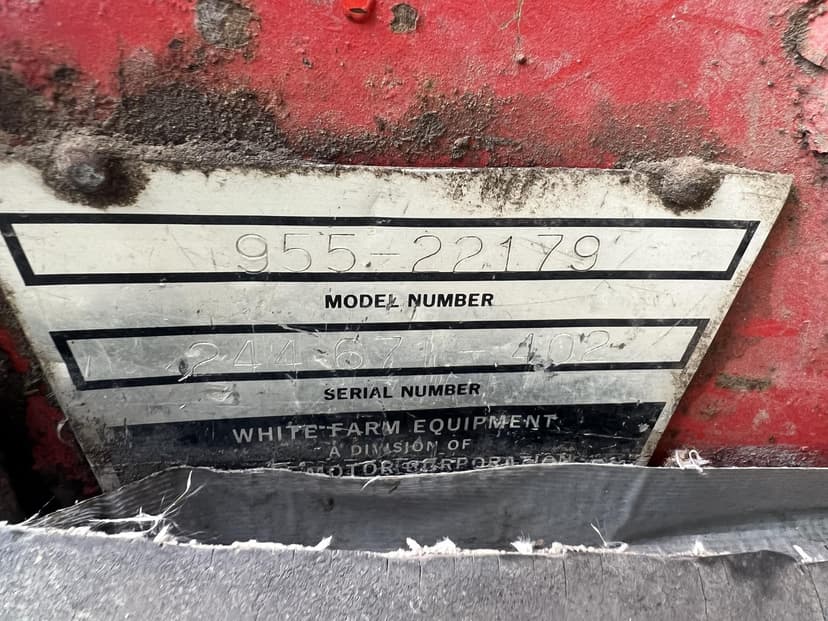 955-22179
MODEL NUMBER
244 671-402
SERIAL NUMBER
WHITE FARM EQUIPMENT
A DIVISION OF
MOTOR CORPORATION